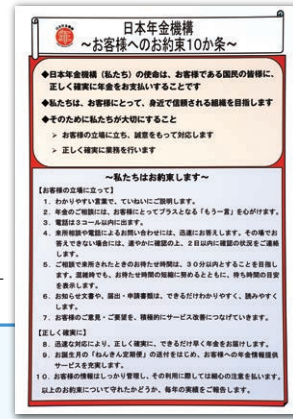 日本年金機構
~お客様へのお約束10か条~
◆日本年金機構(私たち)の使命は、お客様である国民の皆様に、
正しく確実に年金をお支払いすることです
◆私たちは、お客様にとって、身近で信頼される組織を目指します
◆そのために私たちが大切にすること
➢ お客様の立場に立ち、誠意をもって対応します
➢ 正しく確実に業務を行います
~私たちはお約束します~
【お客様の立場に立って】
1. わかりやすい言葉で、ていねいにご説明します。
2. 年金のご相談には、お客様にとってプラスとなる「もう一言」を心がけます。
3. 電話は3コール以内に出ます。
4. 来所相談や電話によるお問い合わせには、迅速にお答えします。その場でお
答えできない場合には、速やかに確認の上、2日以内に確認の状況をご連絡
します。
5. ご相談で来所されたときのお待たせ時間は、30分以内とすることを目指し
ます。混雑時でも、お待たせ時間の短縮に努めるとともに、待ち時間の目安
を表示します。
6. お知らせ文書や、届出・申請書類は、できるだけわかりやすく、読みやすく
します。
7. お客様のご意見・ご要望を、積極的にサービス改善につなげていきます。
【正しく確実に】
8. 迅速な対応により、正しく確実に、できるだけ早く年金をお届けします。
9. お誕生月の「ねんきん定期便」の送付をはじめ、お客様への年金情報提供
サービスを充実します。
10. お客様の情報はしっかり管理し、その利用に際しては細心の注意を払います。
以上のお約束について守れたかどうか、毎年の実績をご報告します。